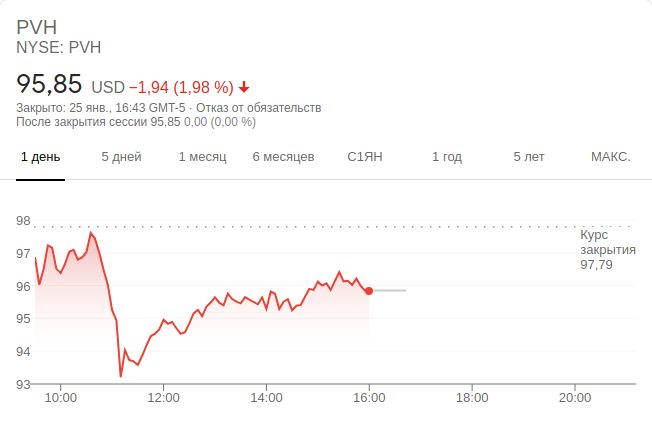 PVH
NYSE: PVH
95,85 USD −1,94 (1,98 %)
Закрыто: 25 янв., 16:43 GMT-5 · Отказ от обязательств
После закрытия сессии 95,85 0,00 (0,00 %)
1 день 5 дней 1 месяц 6 месяцев С1ЯН 1 год 5 лет МАКС.
98
Курс
закрытия
97,79
97
96
95
94
93
10:00 12:00 14:00 16:00 18:00 20:00